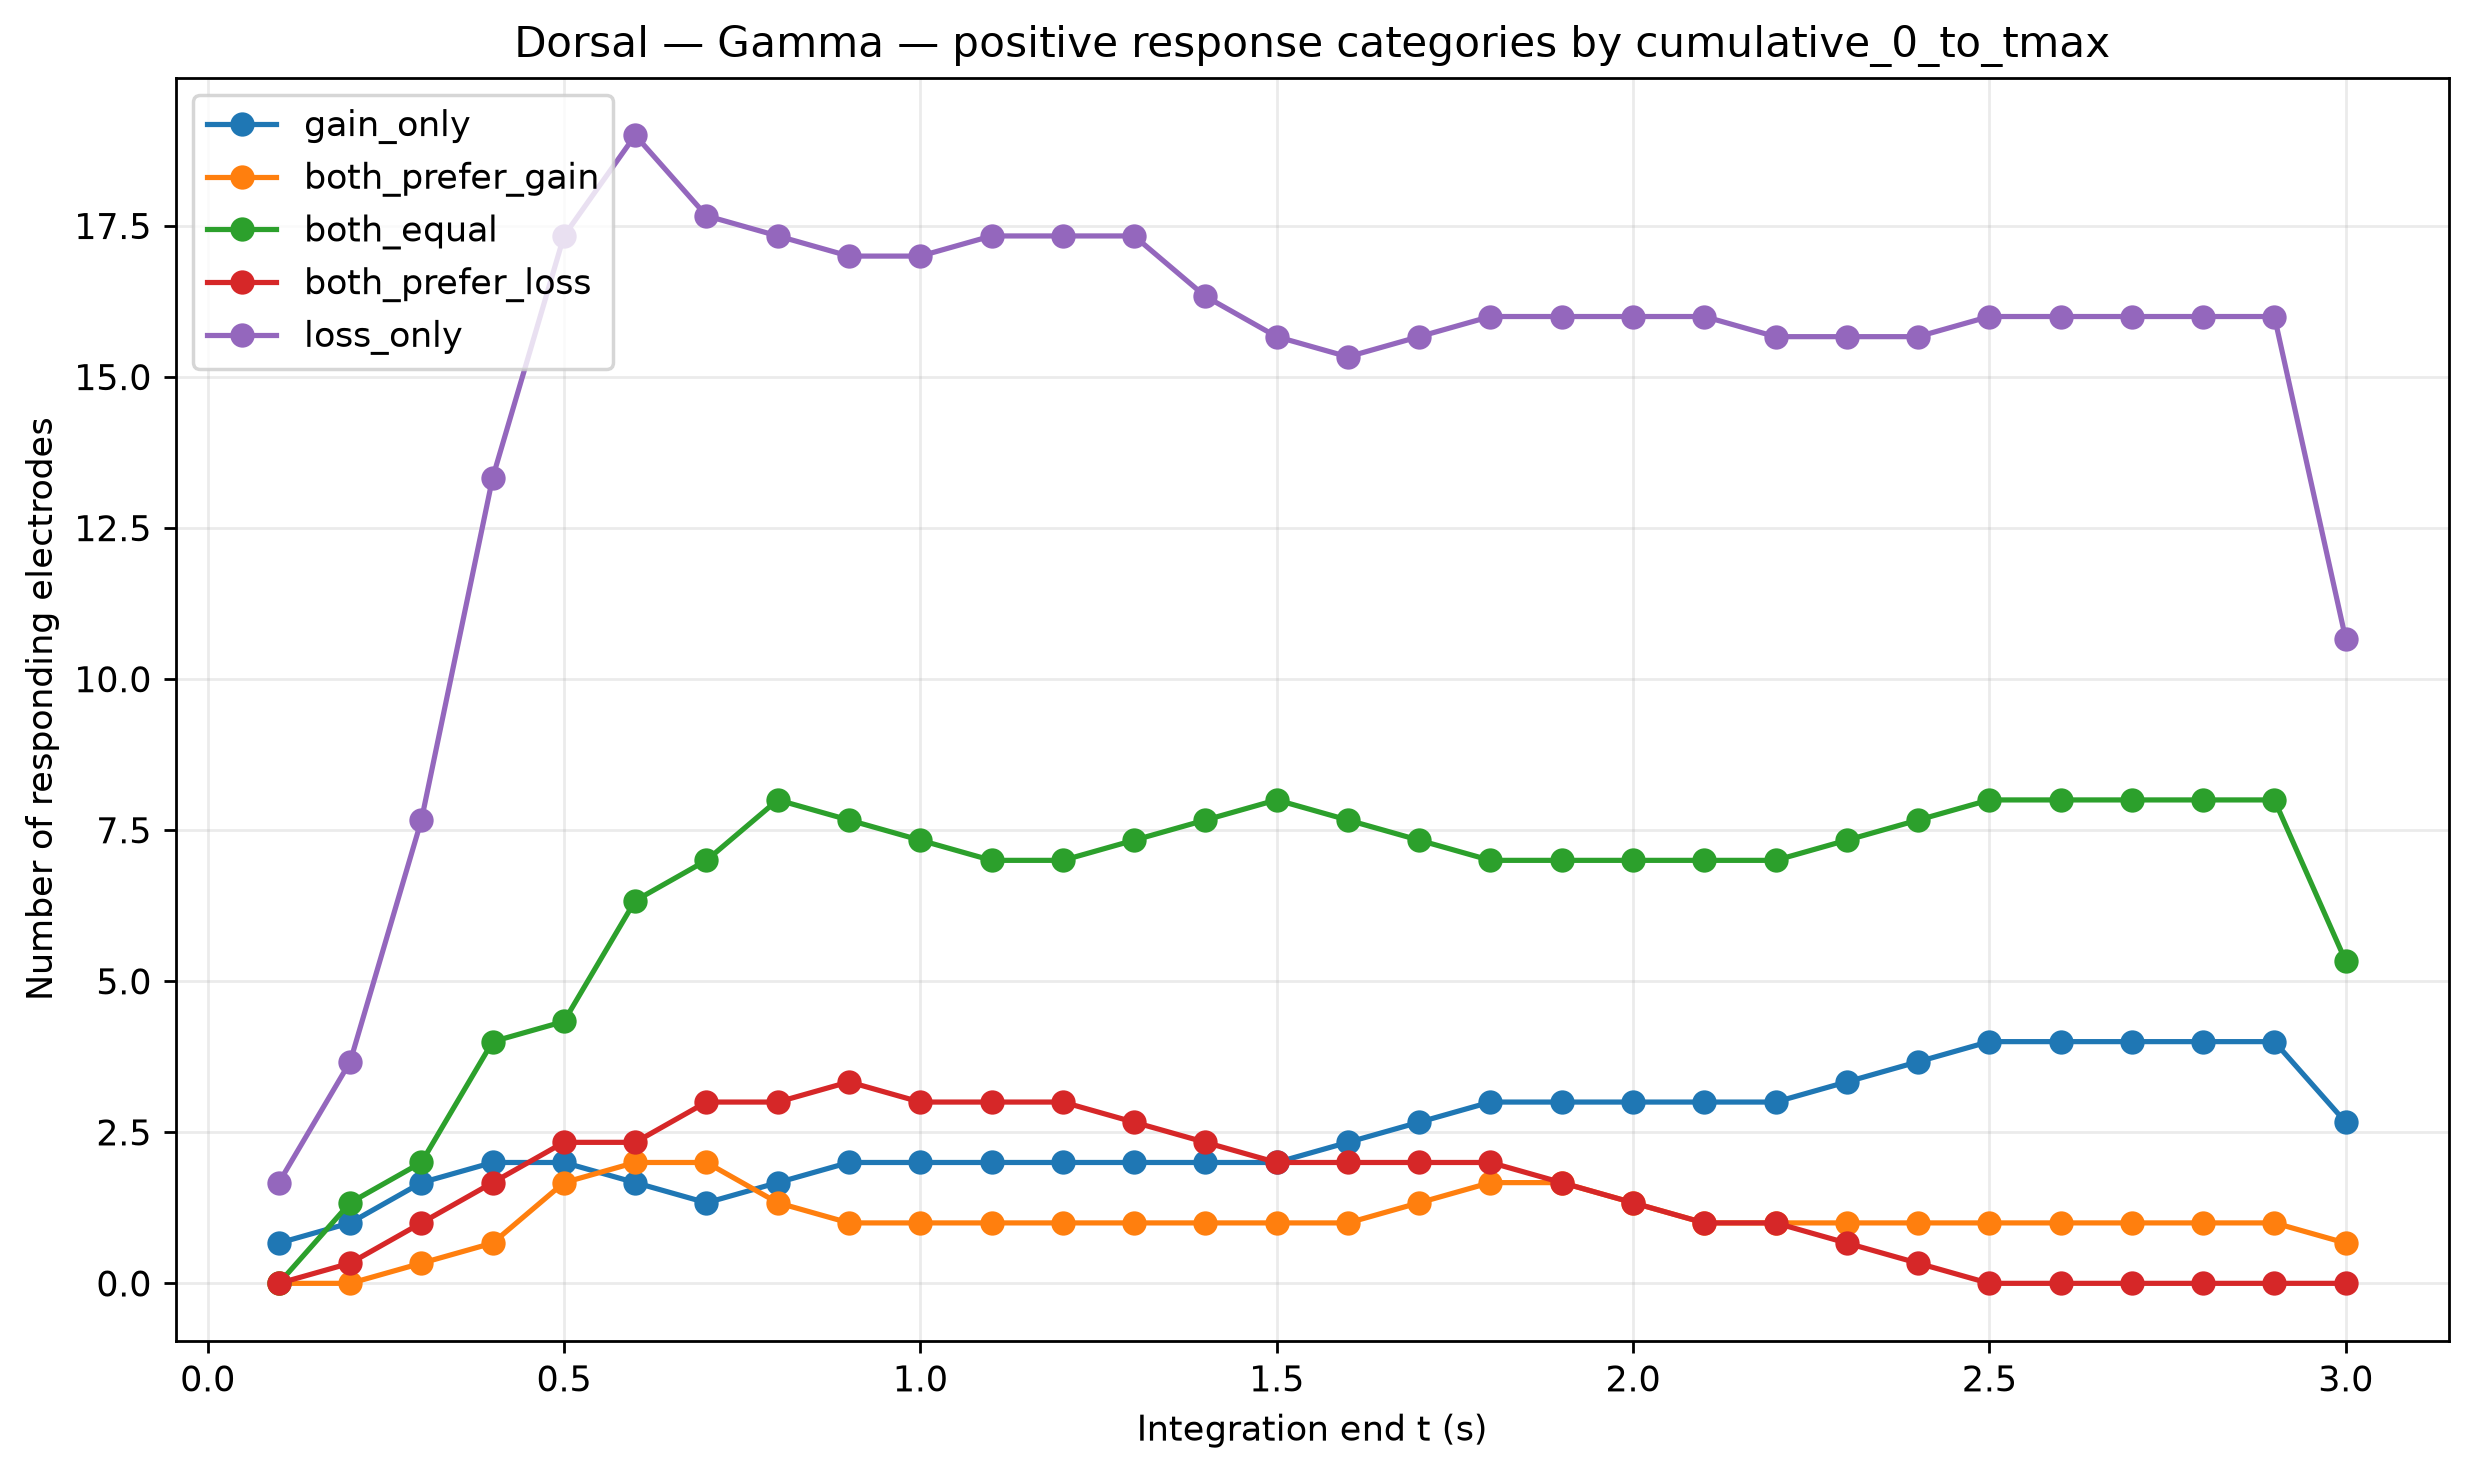 Dorsal — Gamma — positive response categories by cumulative_0_to_tmax
gain_only
both_prefer_gain
both_equal
both_prefer_loss
loss_only
Number of responding electrodes
17.5
15.0
12.5
10.0
7.5
5.0
2.5
0.0
0.0 0.5 1.0 1.5 2.0 2.5 3.0
Integration end t (s)